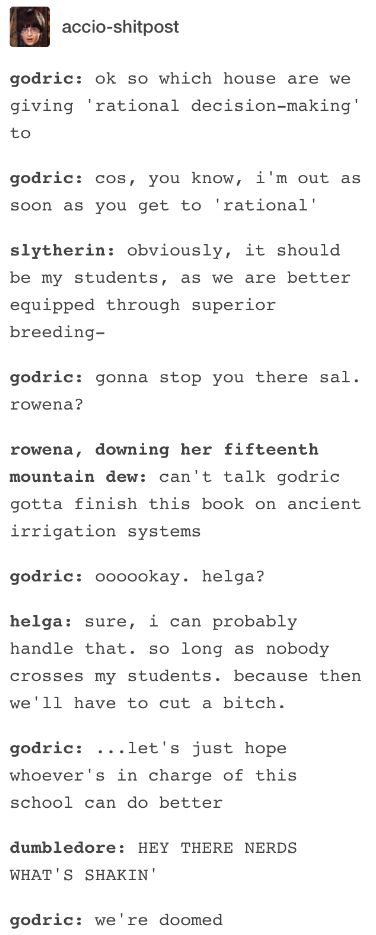 accio-shitpost
godric: ok so which house are we
giving 'rational decision-making'
to
godric: cos, you know, i'm out as
soon as you get to 'rational'
slytherin: obviously, it should
be my students, as we are better
equipped through superior
breeding-
godric: gonna stop you there sal.
rowena?
rowena, downing her fifteenth
mountain dew: can't talk godric
gotta finish this book on ancient
irrigation systems
godric: oooookay. helga?
helga: sure, i can probably
handle that. so long as nobody
crosses my students. because then
we'll have to cut a bitch.
godric: ...let's just hope
whoever's in charge of this
school can do better
dumbledore: HEY THERE NERDS
WHAT'S SHAKIN'
godric: we're doomed